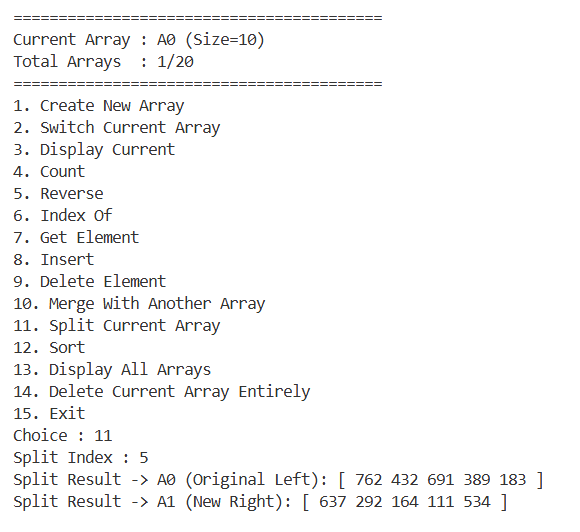 =========================================
Current Array : A0 (Size=10)
Total Arrays  : 1/20
=========================================
1. Create New Array
2. Switch Current Array
3. Display Current
4. Count
5. Reverse
6. Index Of
7. Get Element
8. Insert
9. Delete Element
10. Merge With Another Array
11. Split Current Array
12. Sort
13. Display All Arrays
14. Delete Current Array Entirely
15. Exit
Choice : 11
Split Index : 5
Split Result -> A0 (Original Left): [ 762 432 691 389 183 ]
Split Result -> A1 (New Right): [ 637 292 164 111 534 ]